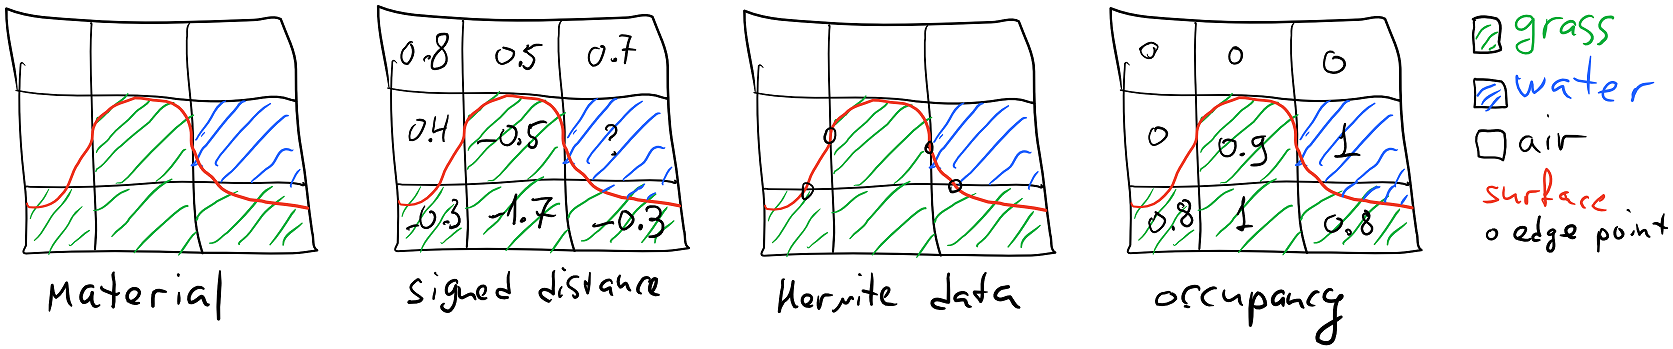 0.8 0.5 0.7
0.4 -0.5 ?
-0.3 -1.7 -0.3
0 0 0
0 0.9 1
0.8 1 0.8
Material
signed distance
Hermite data
occupancy
grass
water
air
surface
o edge point